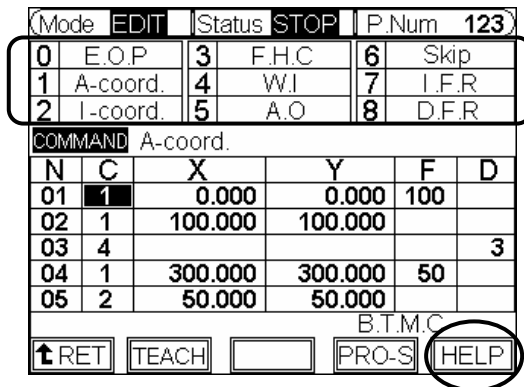 Mode EDIT Status STOP P.Num 123
0 E.O.P 3 F.H.C 6 Skip
1 A-coord. 4 W.I 7 I.F.R
2 I-coord. 5 A.O 8 D.F.R
COMMAND A-coord.
N C X Y F D
01 1 0.000 0.000 100
02 1 100.000 100.000
03 4 3
04 1 300.000 300.000 50
05 2 50.000 50.000
B.T.M.C
RET TEACH PRO-S HELP